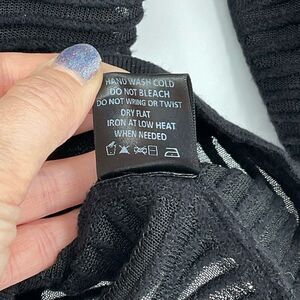 HAND WASH COLD
DO NOT BLEACH
DO NOT WRING OR TWIST
DRY FLAT
IRON AT LOW HEAT
WHEN NEEDED